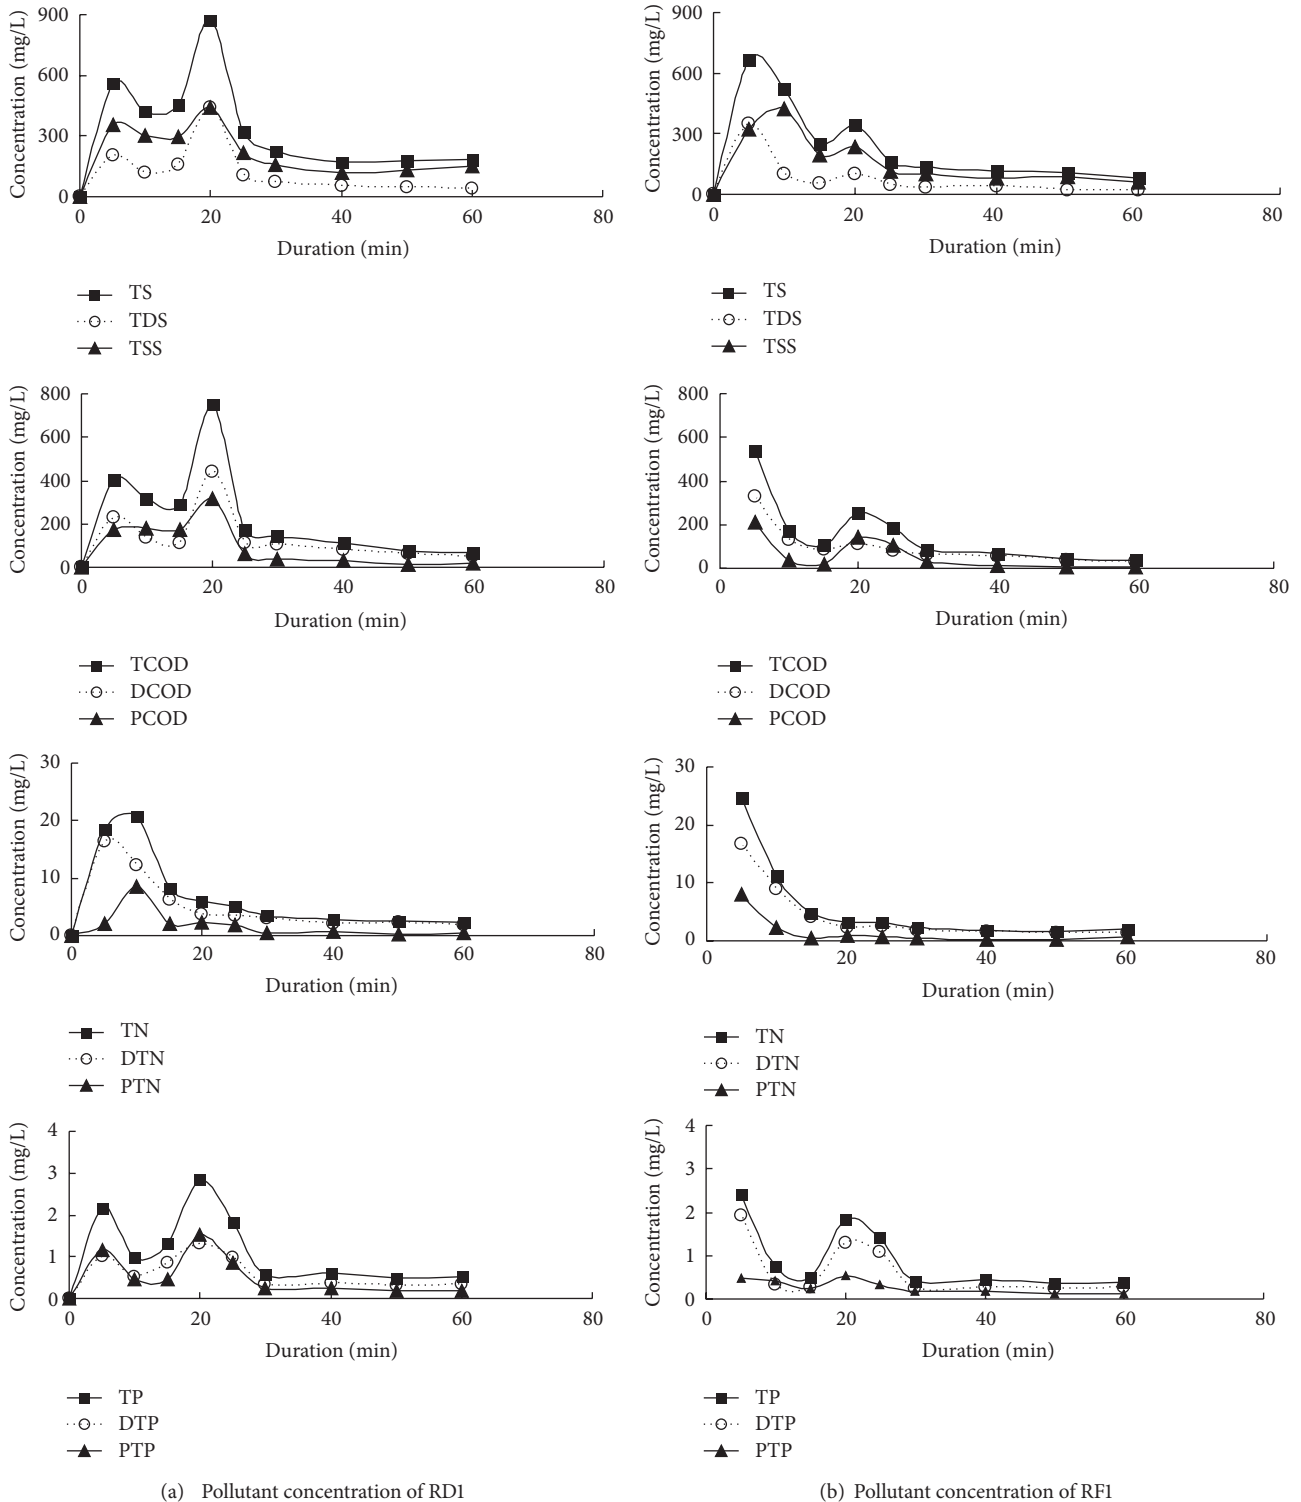 Concentration (mg/L)
900
600
300
0
0 20 40 60 80
Duration (min)
TS
TDS
TSS
Concentration (mg/L)
900
600
300
0
0 20 40 60 80
Duration (min)
TS
TDS
TSS
Concentration (mg/L)
800
600
400
200
0
0 20 40 60 80
Duration (min)
TCOD
DCOD
PCOD
Concentration (mg/L)
800
600
400
200
0
0 20 40 60 80
Duration (min)
TCOD
DCOD
PCOD
Concentration (mg/L)
30
20
10
0
0 20 40 60 80
Duration (min)
TN
DTN
PTN
Concentration (mg/L)
30
20
10
0
0 20 40 60 80
Duration (min)
TN
DTN
PTN
Concentration (mg/L)
4
3
2
1
0
0 20 40 60 80
Duration (min)
TP
DTP
PTP
Concentration (mg/L)
4
3
2
1
0
0 20 40 60 80
Duration (min)
TP
DTP
PTP
(a) Pollutant concentration of RD1
(b) Pollutant concentration of RF1